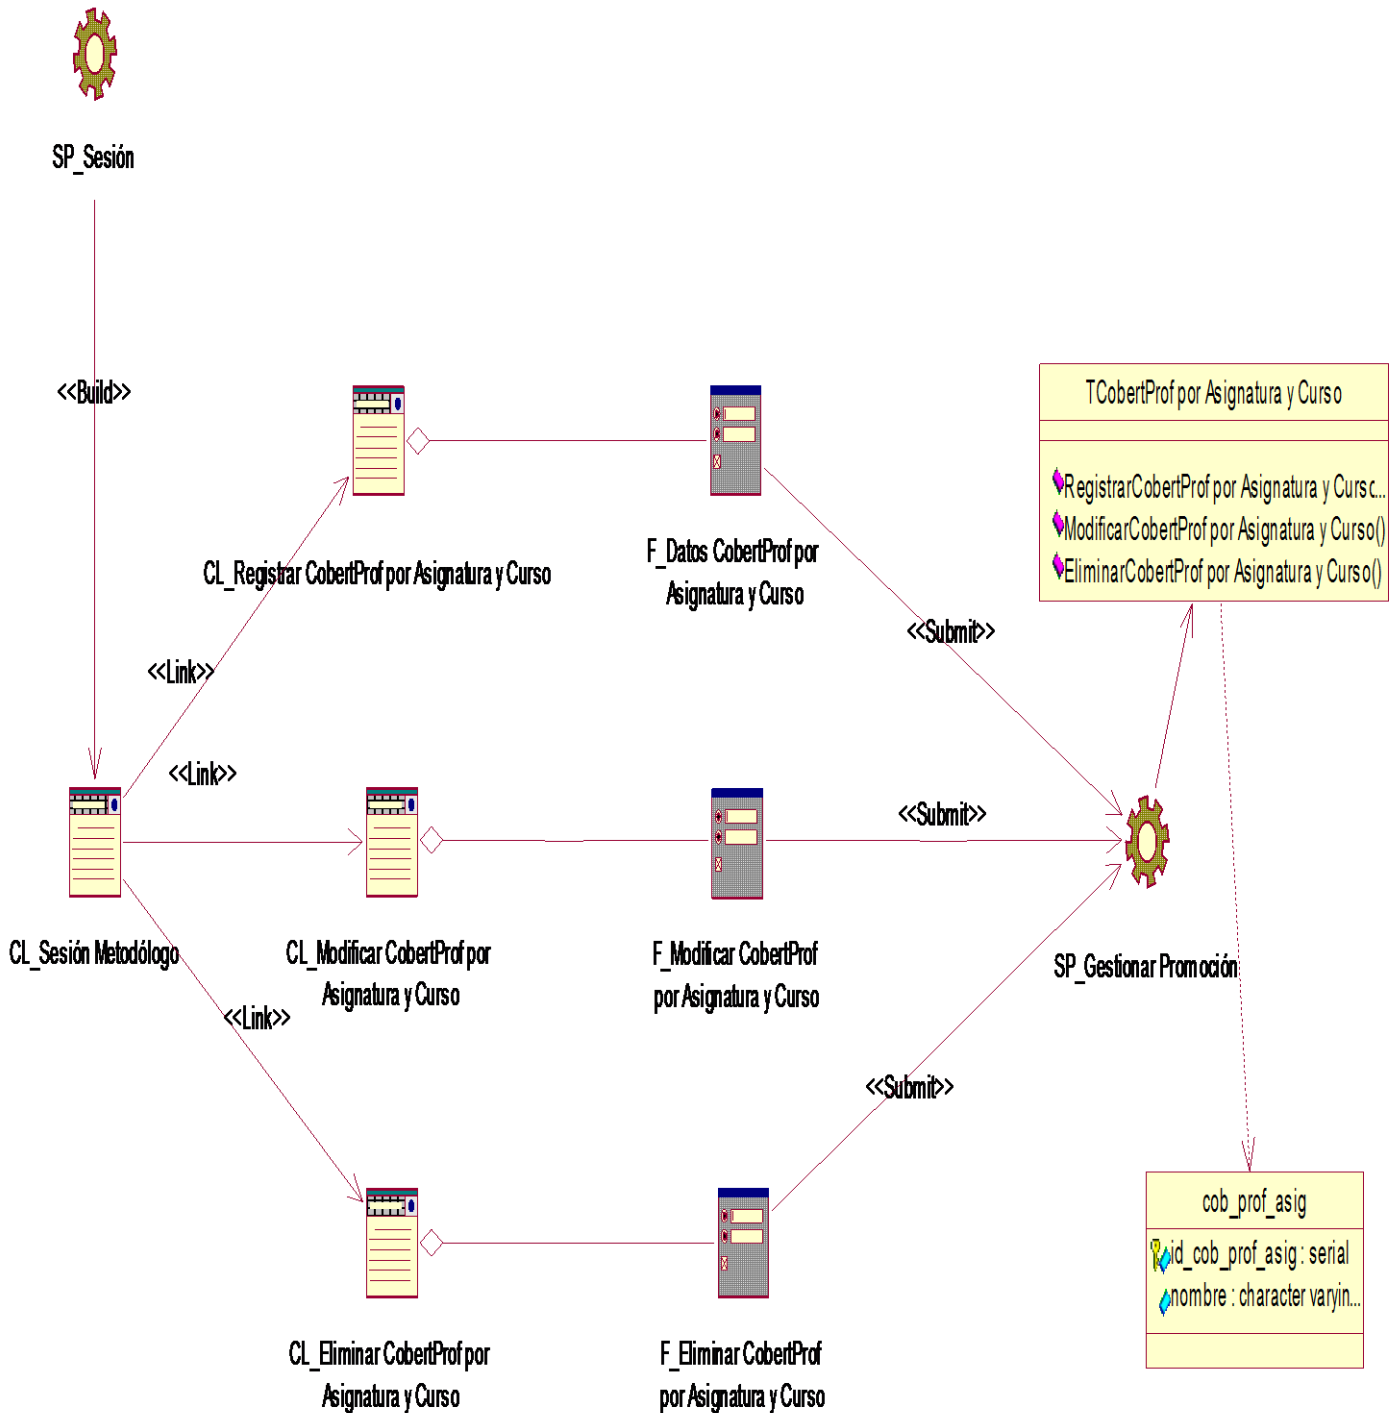 SP_Sesión
<<Build>>
TCobertProf por Asignatura y Curso
RegistrarCobertProf por Asignatura y Curso...
ModificarCobertProf por Asignatura y Curso()
EliminarCobertProf por Asignatura y Curso()
CL_Registrar CobertProf por Asignatura y Curso
F_Datos CobertProf por
Asignatura y Curso
<<Submit>>
<<Link>>
<<Link>>
<<Submit>>
CL_Sesión Metodólogo
CL_Modificar CobertProf por
Asignatura y Curso
F_Modificar CobertProf
por Asignatura y Curso
SP_Gestionar Promoción
<<Link>>
<<Submit>>
cob_prof_asig
id_cob_prof_asig : serial
nombre : character varyin...
CL_Eliminar CobertProf por
Asignatura y Curso
F_Eliminar CobertProf
por Asignatura y Curso